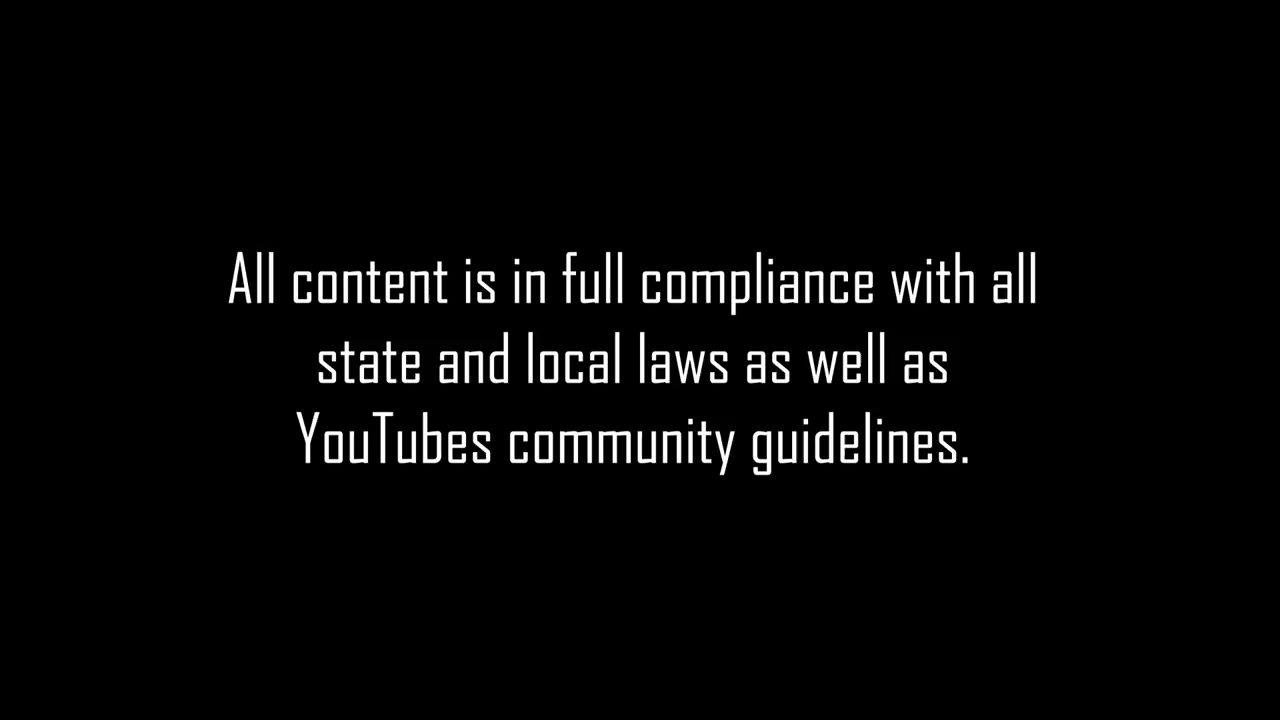 All content is in full compliance with all
state and local laws as well as
YouTubes community guidelines.